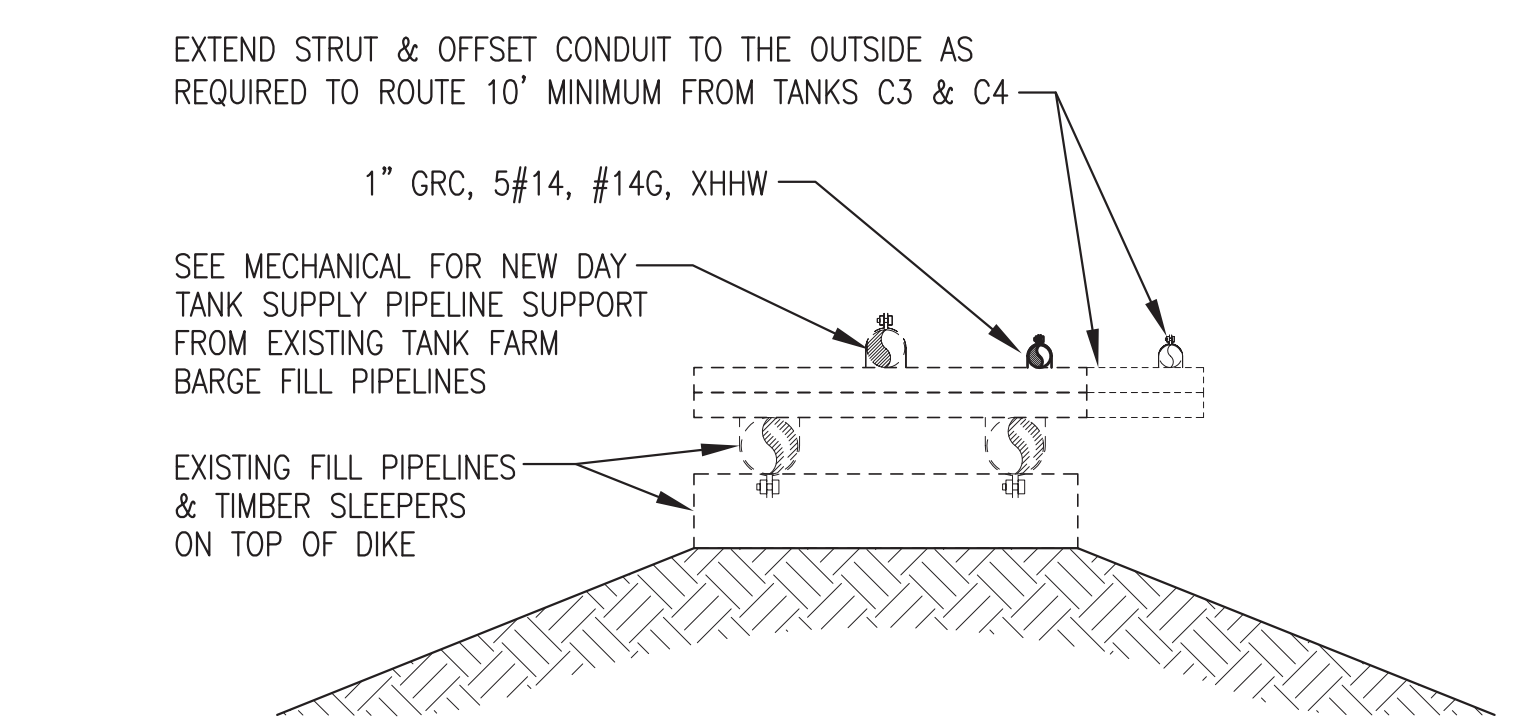 EXTEND STRUT & OFFSET CONDUIT TO THE OUTSIDE AS
REQUIRED TO ROUTE 10' MINIMUM FROM TANKS C3 & C4
1” GRC, 5#14, #14G, XHHW
SEE MECHANICAL FOR NEW DAY
TANK SUPPLY PIPELINE SUPPORT
FROM EXISTING TANK FARM
BARGE FILL PIPELINES
EXISTING FILL PIPELINES
& TIMBER SLEEPERS
ON TOP OF DIKE